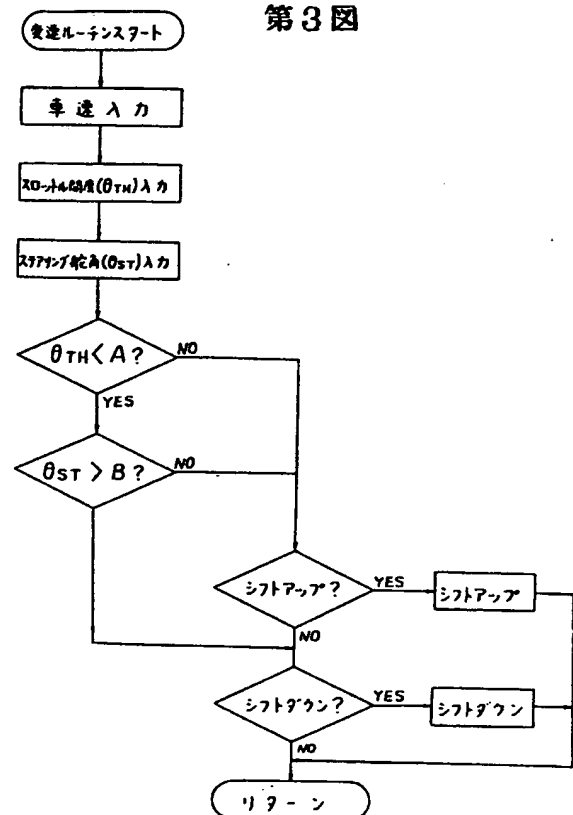 第3図
変速ルーチンスタート
車速入力
スロットル開度(θTH)入力
ステアリング舵角(θST)入力
θTH<A?
NO
YES
θST>B?
NO
シフトアップ?
YES
シフトアップ
NO
シフトダウン?
YES
シフトダウン
NO
リターン